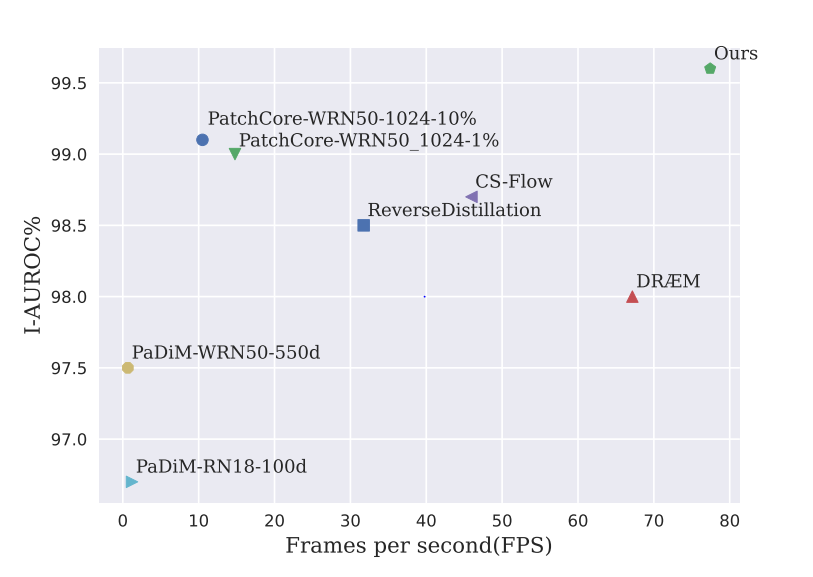 Ours
99.5
PatchCore-WRN50-1024-10%
PatchCore-WRN50_1024-1%
99.0
CS-Flow
ReverseDistillation
98.5
I-AUROC%
DRÆM
98.0
PaDiM-WRN50-550d
97.5
97.0
PaDiM-RN18-100d
0 10 20 30 40 50 60 70 80
Frames per second(FPS)